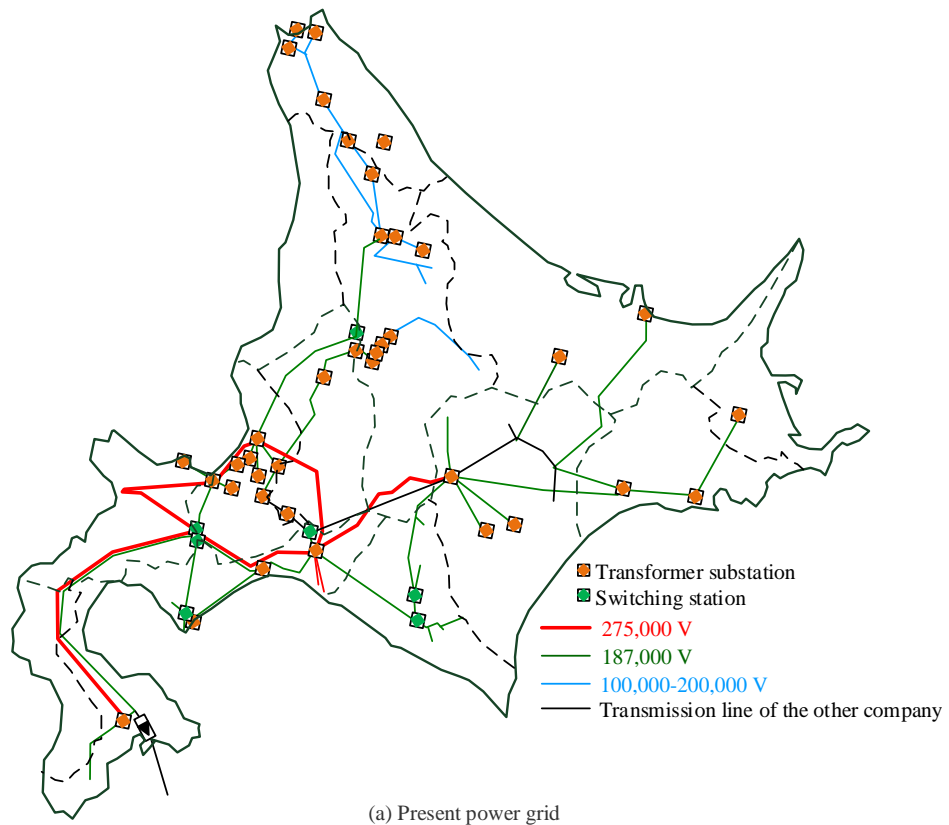 Transformer substation
Switching station
275,000 V
187,000 V
100,000-200,000 V
Transmission line of the other company
(a) Present power grid